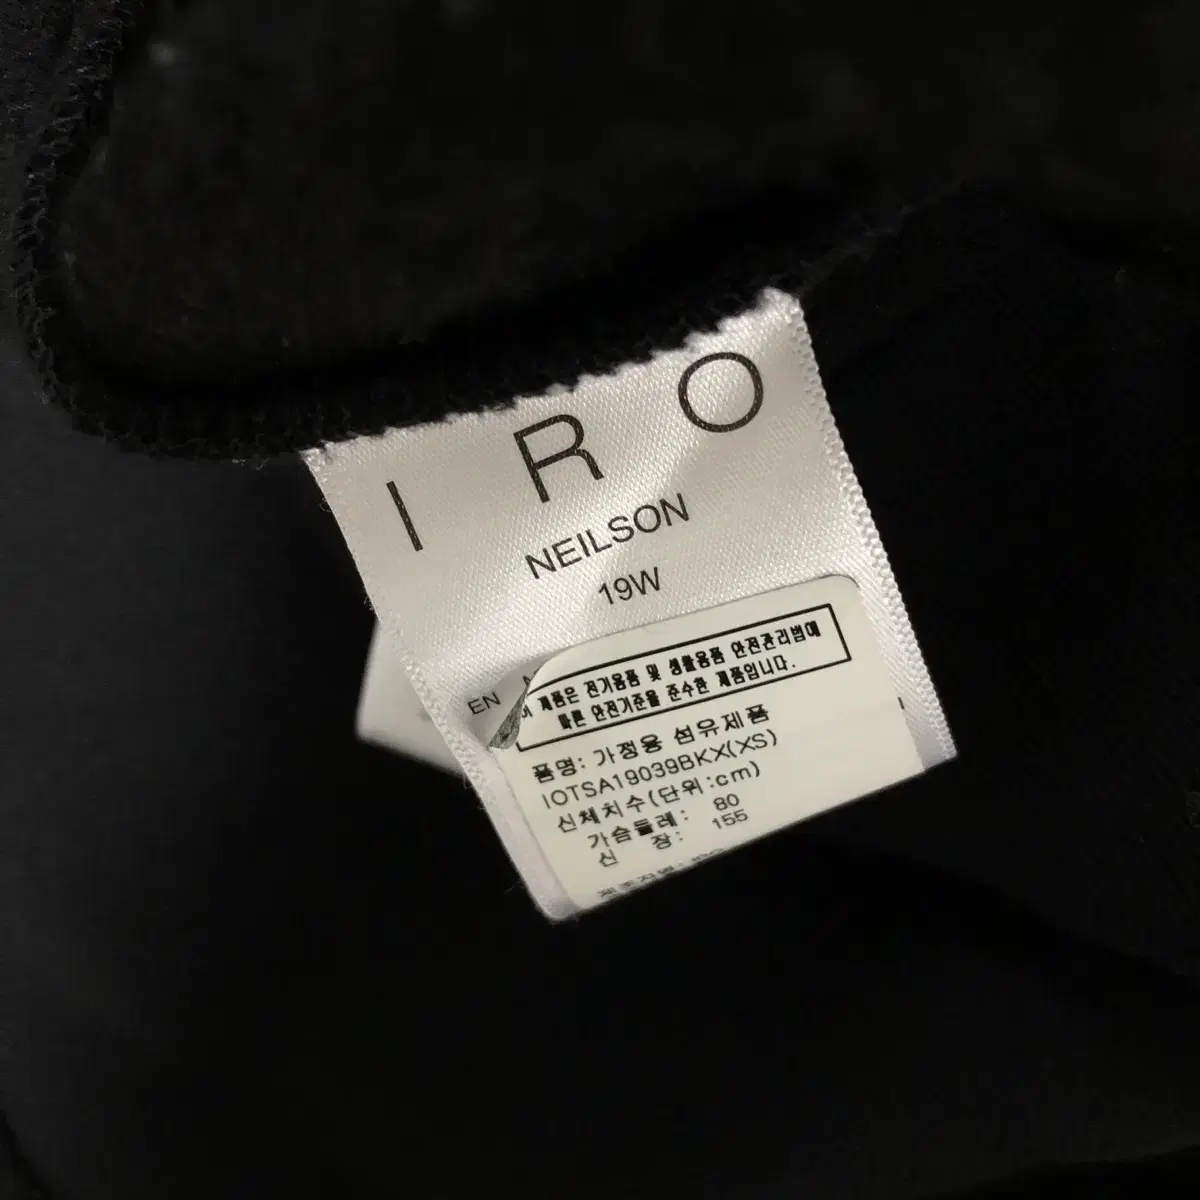 I R O
NEILSON
19W
EN
제품은 전기용품 및 생활용품 안전관리법에
따른 안전기준을 준수한 제품입니다.
품명: 가정용 섬유제품
IOTSA19039BKX(XS)
신체치수(단위:cm)
가슴둘레: 80
신 장: 155